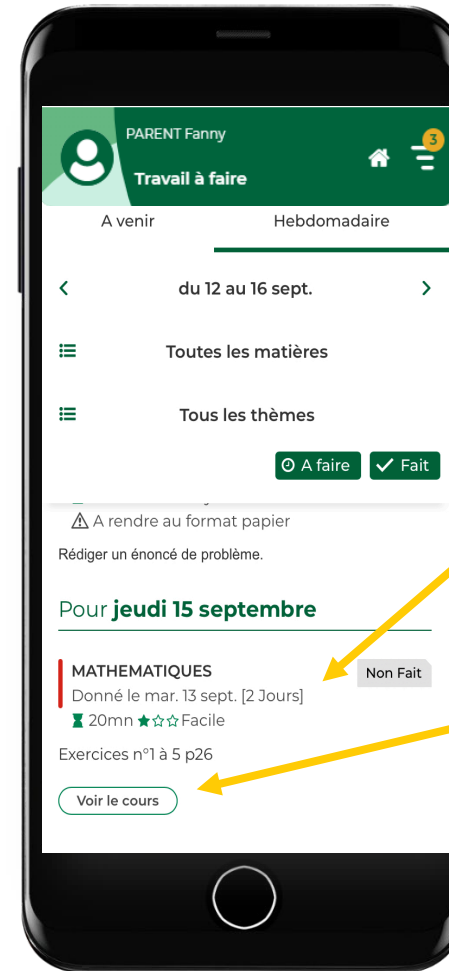 PARENT Fanny
3
Travail à faire
A venir Hebdomadaire
du 12 au 16 sept.
Toutes les matières
Tous les thèmes
A faire Fait
A rendre au format papier
Rédiger un énoncé de problème.
Pour jeudi 15 septembre
MATHEMATIQUES Non Fait
Donné le mar. 13 sept. [2 Jours]
20mn Facile
Exercices n°1 à 5 p26
Voir le cours